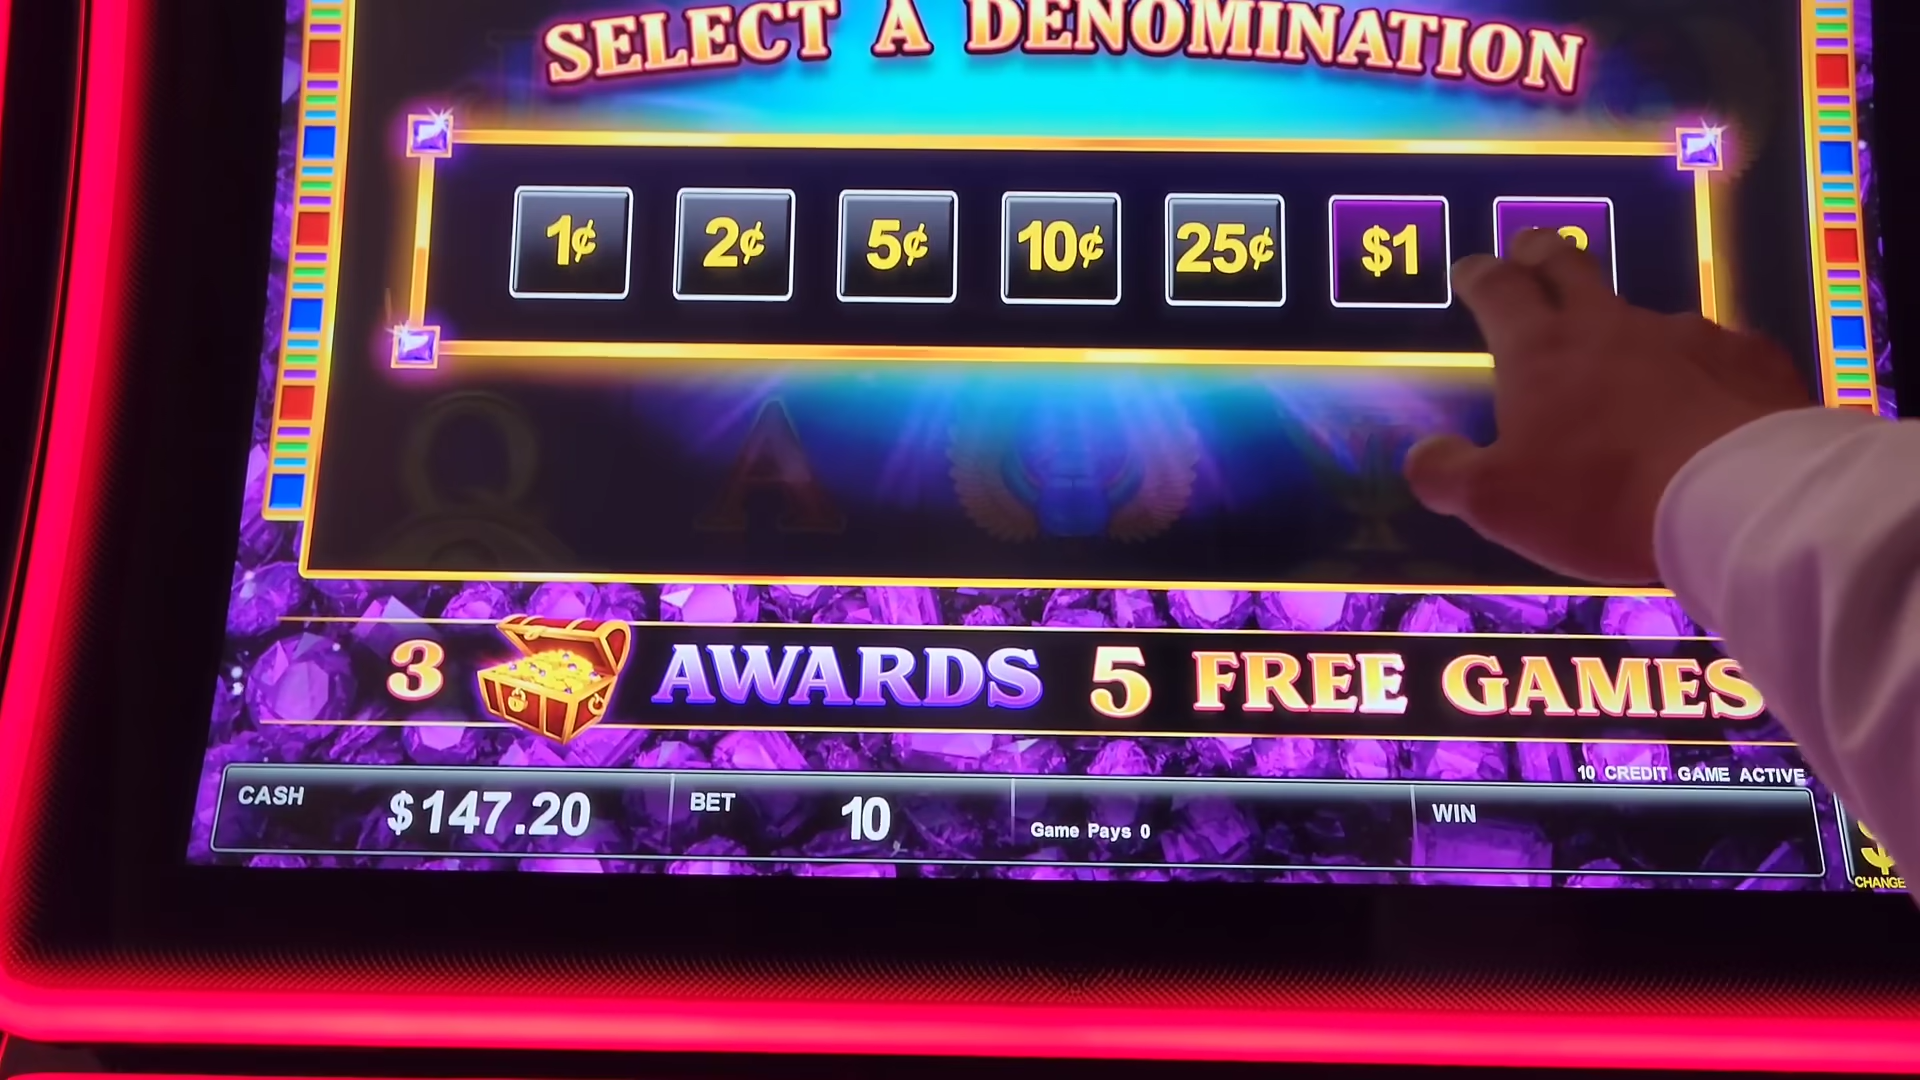 SELECT A DENOMINATION
1¢ 2¢ 5¢ 10¢ 25¢ $1
3 AWARDS 5 FREE GAMES
10 CREDIT GAME ACTIVE
CASH $147.20 BET 10 Game Pays 0 WIN
CHANGE